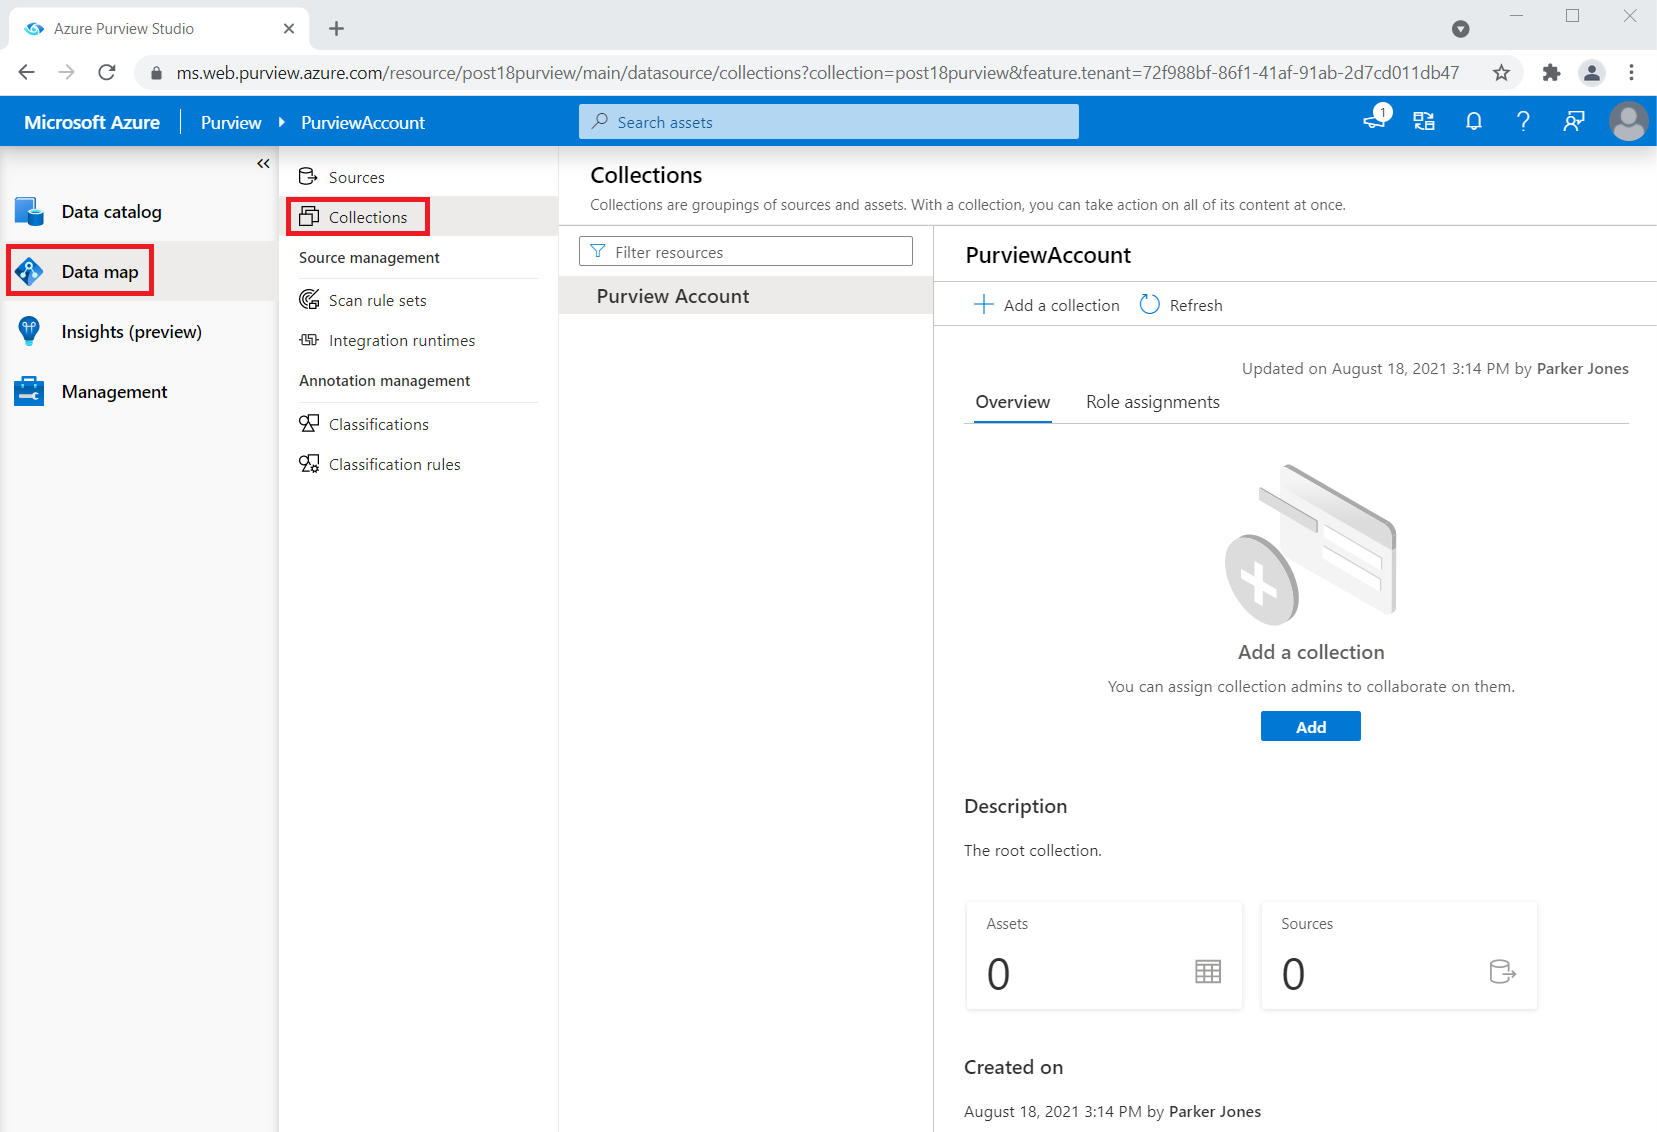 Azure Purview Studio
ms.web.purview.azure.com/resource/post18purview/main/datasource/collections?collection=post18purview&feature.tenant=72f988bf-86f1-41af-91ab-2d7cd011db47
Microsoft Azure
Purview
PurviewAccount
Search assets
1
Data catalog
Data map
Insights (preview)
Management
Sources
Collections
Source management
Scan rule sets
Integration runtimes
Annotation management
Classifications
Classification rules
Collections
Collections are groupings of sources and assets. With a collection, you can take action on all of its content at once.
Filter resources
Purview Account
PurviewAccount
Add a collection
Refresh
Updated on August 18, 2021 3:14 PM by Parker Jones
Overview
Role assignments
Add a collection
You can assign collection admins to collaborate on them.
Add
Description
The root collection.
Assets
0
Sources
0
Created on
August 18, 2021 3:14 PM by Parker Jones